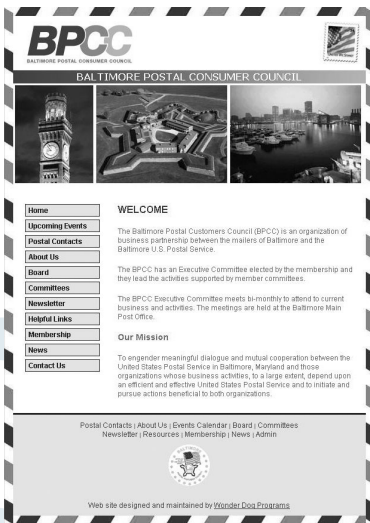 BPCC
BALTIMORE POSTAL CONSUMER COUNCIL
BALTIMORE POSTAL CONSUMER COUNCIL
Home
Upcoming Events
Postal Contacts
About Us
Board
Committees
Newsletter
Helpful Links
Membership
News
Contact Us
WELCOME
The Baltimore Postal Customers Council (BPCC) is an organization of
business partnership between the mailers of Baltimore and the
Baltimore U.S. Postal Service.
The BPCC has an Executive Committee elected by the membership and
they lead the activities supported by member committees.
The BPCC Executive Committee meets bi-monthly to attend to current
business and activities. The meetings are held at the Baltimore Main
Post Office.
Our Mission
To engender meaningful dialogue and mutual cooperation between the
United States Postal Service in Baltimore, Maryland and those
organizations whose business activities, to a large extent, depend upon
an efficient and effective United States Postal Service and to initiate and
pursue actions beneficial to both organizations.
Postal Contacts | About Us | Events Calendar | Board | Committees
Newsletter | Resources | Membership | News | Admin
Web site designed and maintained by Wonder Dog Programs